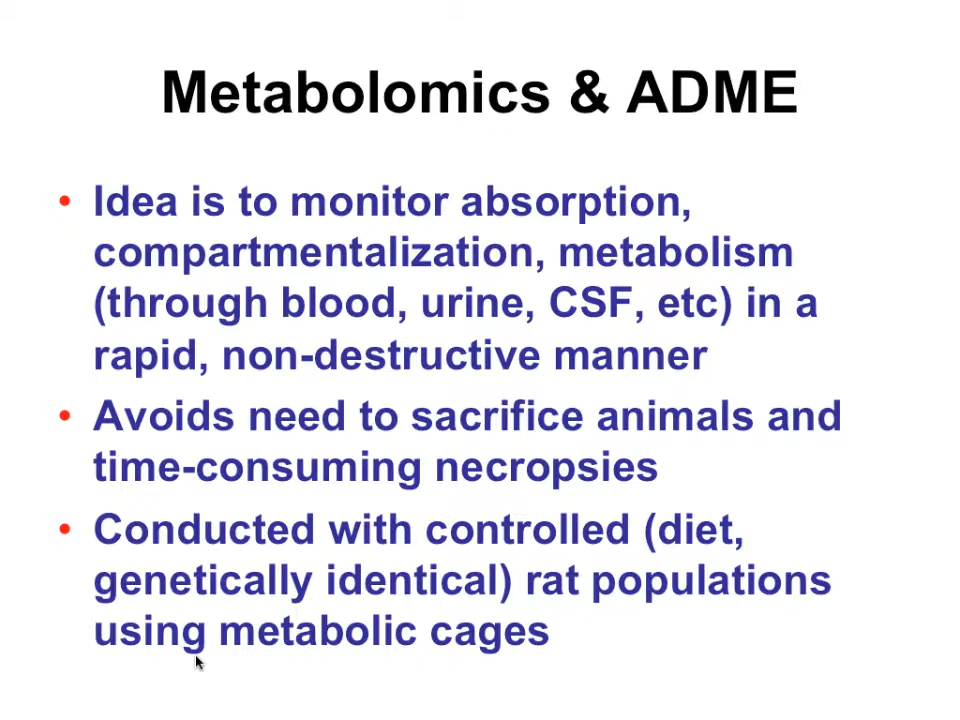 Metabolomics & ADME
• Idea is to monitor absorption,
compartmentalization, metabolism
(through blood, urine, CSF, etc) in a
rapid, non-destructive manner
• Avoids need to sacrifice animals and
time-consuming necropsies
• Conducted with controlled (diet,
genetically identical) rat populations
using metabolic cages